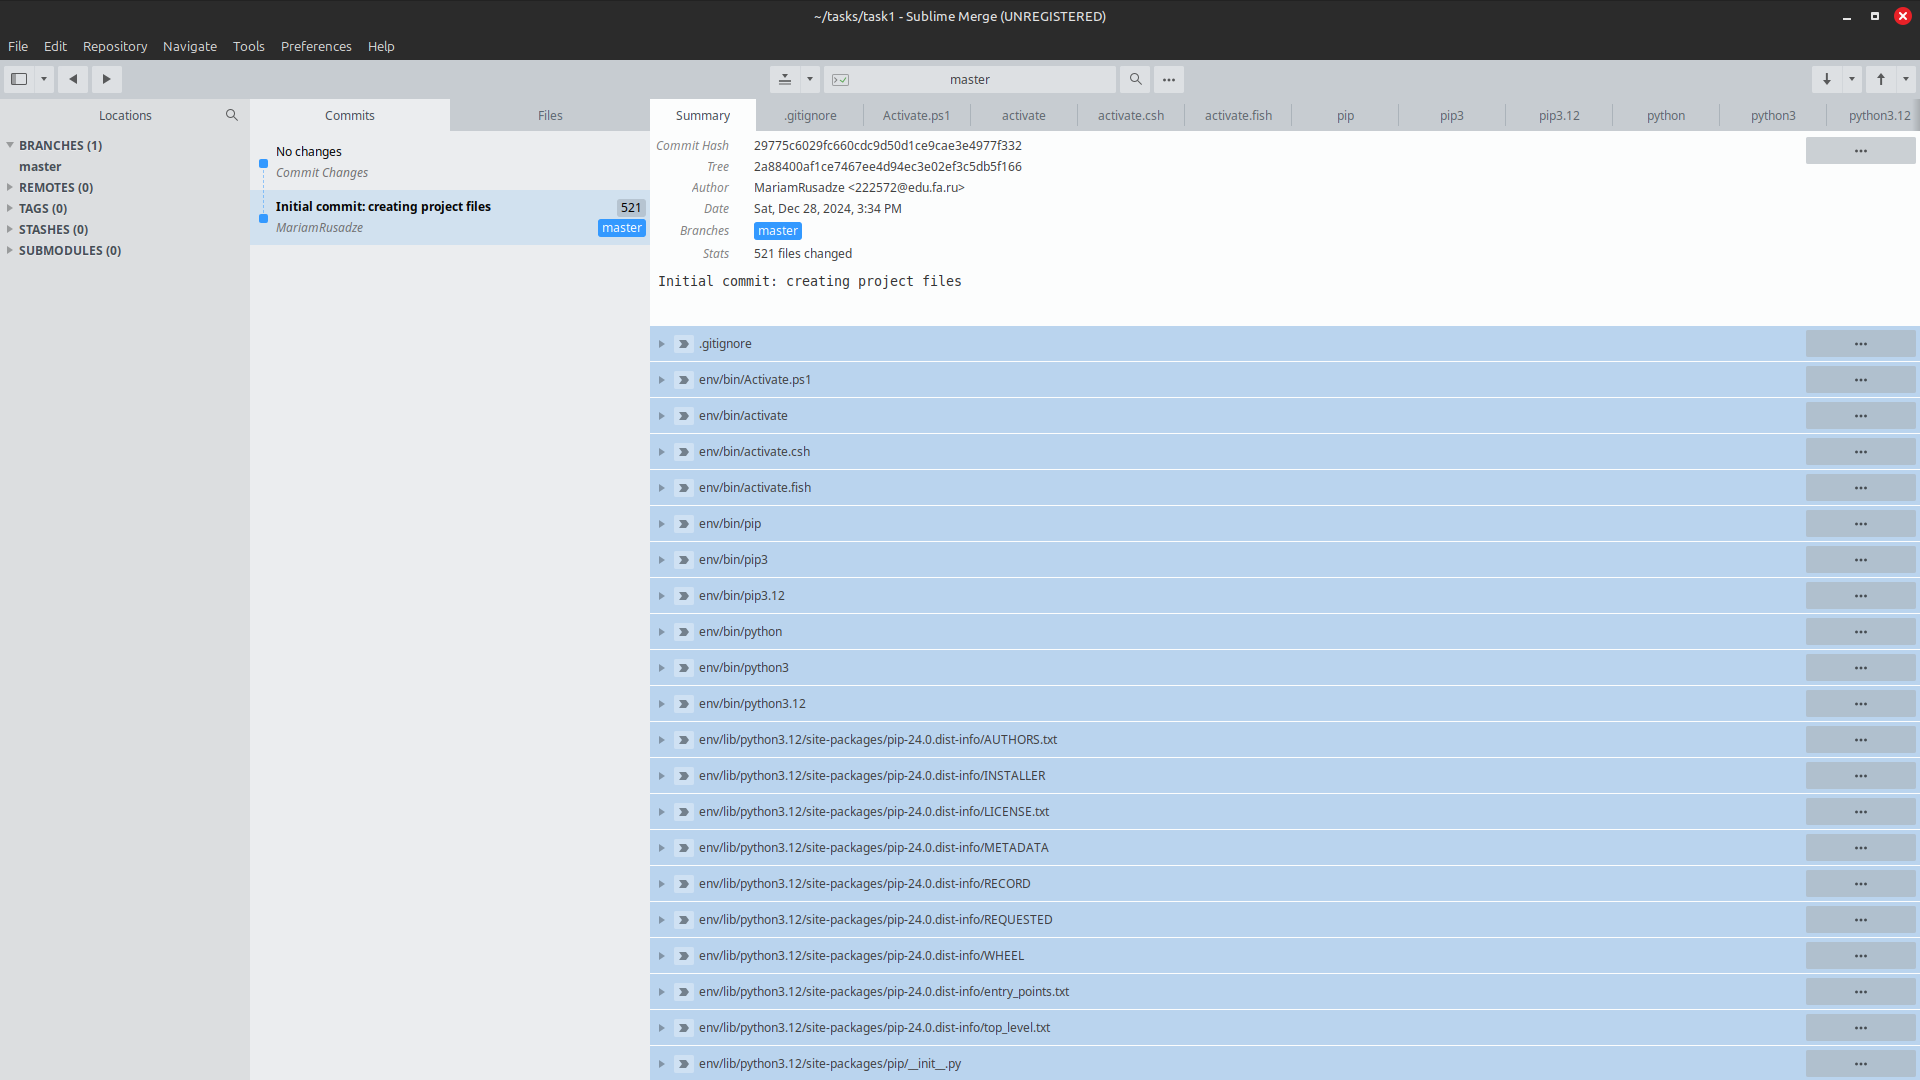 ~/tasks/task1 - Sublime Merge (UNREGISTERED)
File Edit Repository Navigate Tools Preferences Help
master
Locations
BRANCHES (1)
master
REMOTES (0)
TAGS (0)
STASHES (0)
SUBMODULES (0)
Commits Files
No changes
Commit Changes
Initial commit: creating project files 521
MariamRusadze master
Summary .gitignore Activate.ps1 activate activate.csh activate.fish pip pip3 pip3.12 python python3 python3.12
Commit Hash 29775c6029fc660cdc9d50d1ce9cae3e4977f332
Tree 2a88400af1ce7467ee4d94ec3e02ef3c5db5f166
Author MariamRusadze <222572@edu.fa.ru>
Date Sat, Dec 28, 2024, 3:34 PM
Branches master
Stats 521 files changed
Initial commit: creating project files
.gitignore
env/bin/Activate.ps1
env/bin/activate
env/bin/activate.csh
env/bin/activate.fish
env/bin/pip
env/bin/pip3
env/bin/pip3.12
env/bin/python
env/bin/python3
env/bin/python3.12
env/lib/python3.12/site-packages/pip-24.0.dist-info/AUTHORS.txt
env/lib/python3.12/site-packages/pip-24.0.dist-info/INSTALLER
env/lib/python3.12/site-packages/pip-24.0.dist-info/LICENSE.txt
env/lib/python3.12/site-packages/pip-24.0.dist-info/METADATA
env/lib/python3.12/site-packages/pip-24.0.dist-info/RECORD
env/lib/python3.12/site-packages/pip-24.0.dist-info/REQUESTED
env/lib/python3.12/site-packages/pip-24.0.dist-info/WHEEL
env/lib/python3.12/site-packages/pip-24.0.dist-info/entry_points.txt
env/lib/python3.12/site-packages/pip-24.0.dist-info/top_level.txt
env/lib/python3.12/site-packages/pip/__init__.py